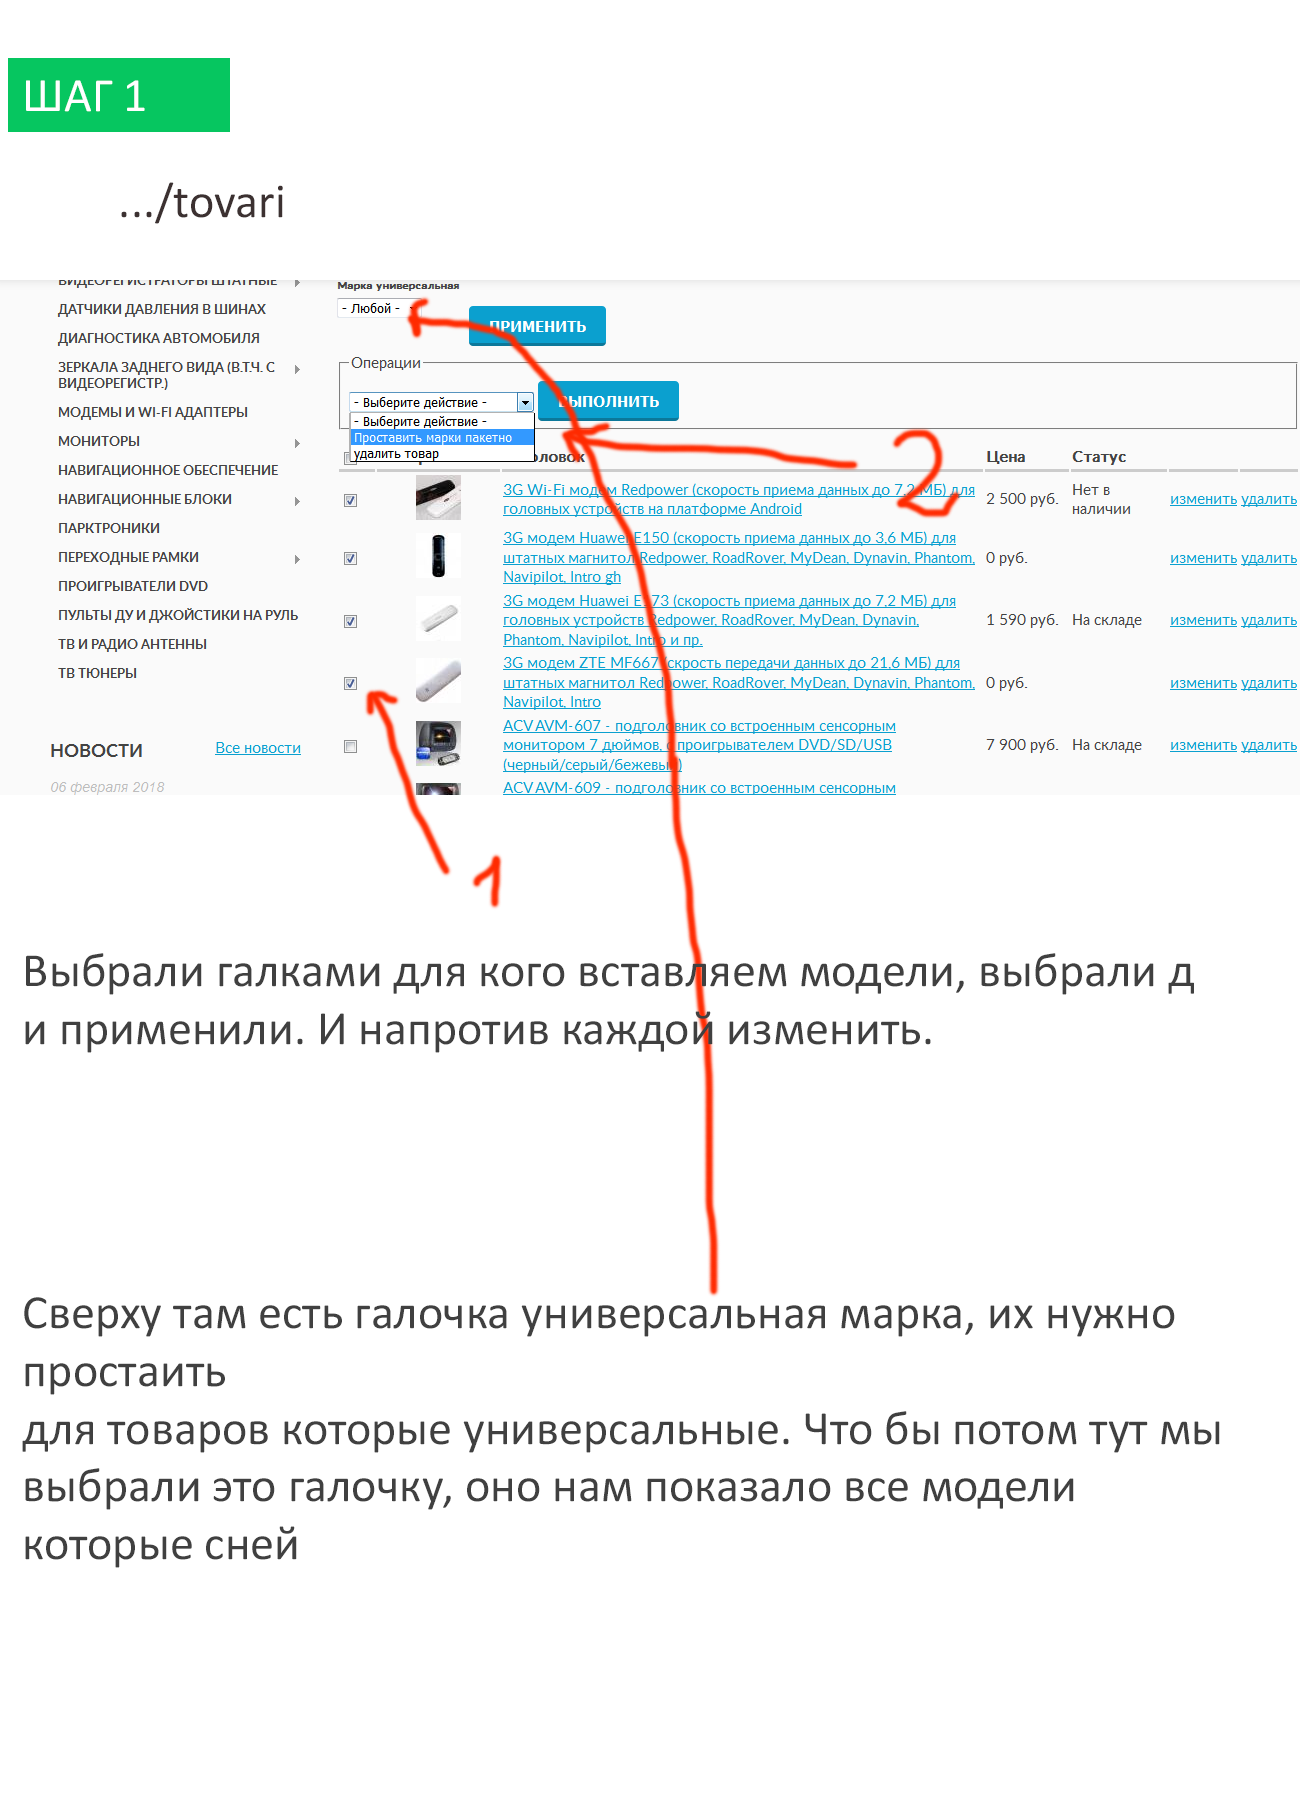 ШАГ 1
.../tovari
ВИДЕОРЕГИСТРАТОРЫ ШТАТНЫЕ
ДАТЧИКИ ДАВЛЕНИЯ В ШИНАХ
ДИАГНОСТИКА АВТОМОБИЛЯ
ЗЕРКАЛА ЗАДНЕГО ВИДА (В.Т.Ч. С
ВИДЕОРЕГИСТР.)
МОДЕМЫ И WI-FI АДАПТЕРЫ
МОНИТОРЫ
НАВИГАЦИОННОЕ ОБЕСПЕЧЕНИЕ
НАВИГАЦИОННЫЕ БЛОКИ
ПАРКТРОНИКИ
ПЕРЕХОДНЫЕ РАМКИ
ПРОИГРЫВАТЕЛИ DVD
ПУЛЬТЫ ДУ И ДЖОЙСТИКИ НА РУЛЬ
ТВ И РАДИО АНТЕННЫ
ТВ ТЮНЕРЫ
НОВОСТИ Все новости
06 февраля 2018
Марка универсальная
- Любой -
ПРИМЕНИТЬ
Операции
- Выберите действие -
ВЫПОЛНИТЬ
- Выберите действие -
Проставить марки пакетно
удалить товар
Цена Статус
3G Wi-Fi модем Redpower (скорость приема данных до 7,2 МБ) для
головных устройств на платформе Android
2 500 руб. Нет в
наличии
изменить удалить
3G модем Huawei E150 (скорость приема данных до 3,6 МБ) для
штатных магнитол Redpower, RoadRover, MyDean, Dynavin, Phantom,
Navipilot, Intro gh
0 руб. изменить удалить
3G модем Huawei E173 (скорость приема данных до 7,2 МБ) для
головных устройств Redpower, RoadRover, MyDean, Dynavin,
Phantom, Navipilot, Intro и пр.
1 590 руб. На складе изменить удалить
3G модем ZTE MF667 (скрость передачи данных до 21,6 МБ) для
штатных магнитол Redpower, RoadRover, MyDean, Dynavin, Phantom,
Navipilot, Intro
0 руб. изменить удалить
ACV AVM-607 - подголовник со встроенным сенсорным
монитором 7 дюймов, с проигрывателем DVD/SD/USB
(черный/серый/бежевый)
7 900 руб. На складе изменить удалить
ACV AVM-609 - подголовник со встроенным сенсорным
2
1
Выбрали галками для кого вставляем модели, выбрали д
и применили. И напротив каждой изменить.
Сверху там есть галочка универсальная марка, их нужно
простаить
для товаров которые универсальные. Что бы потом тут мы
выбрали это галочку, оно нам показало все модели
которые сней